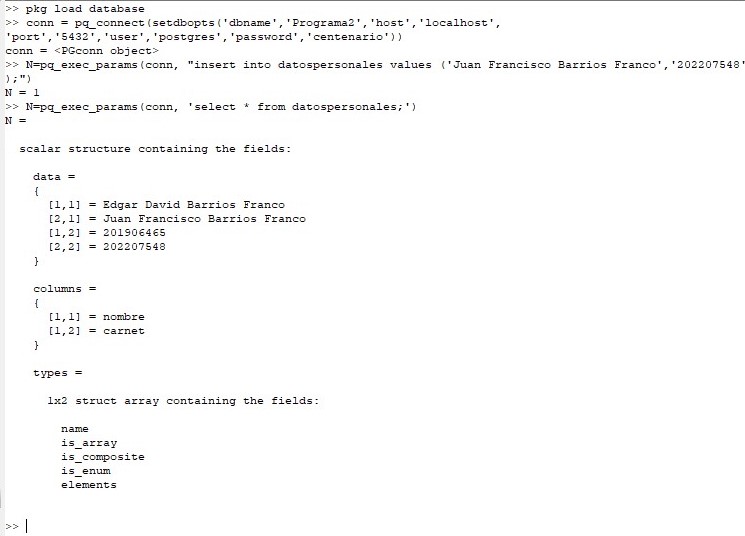 >> pkg load database
>> conn = pq_connect(setdbopts('dbname','Programa2','host','localhost',
'port','5432','user','postgres','password','centenario'))
conn = <PGconn object>
>> N=pq_exec_params(conn, "insert into datospersonales values ('Juan Francisco Barrios Franco','202207548'
);")
N = 1
>> N=pq_exec_params(conn, 'select * from datospersonales;')
N =
scalar structure containing the fields:
data =
{
[1,1] = Edgar David Barrios Franco
[2,1] = Juan Francisco Barrios Franco
[1,2] = 201906465
[2,2] = 202207548
}
columns =
{
[1,1] = nombre
[1,2] = carnet
}
types =
1x2 struct array containing the fields:
name
is_array
is_composite
is_enum
elements
>>